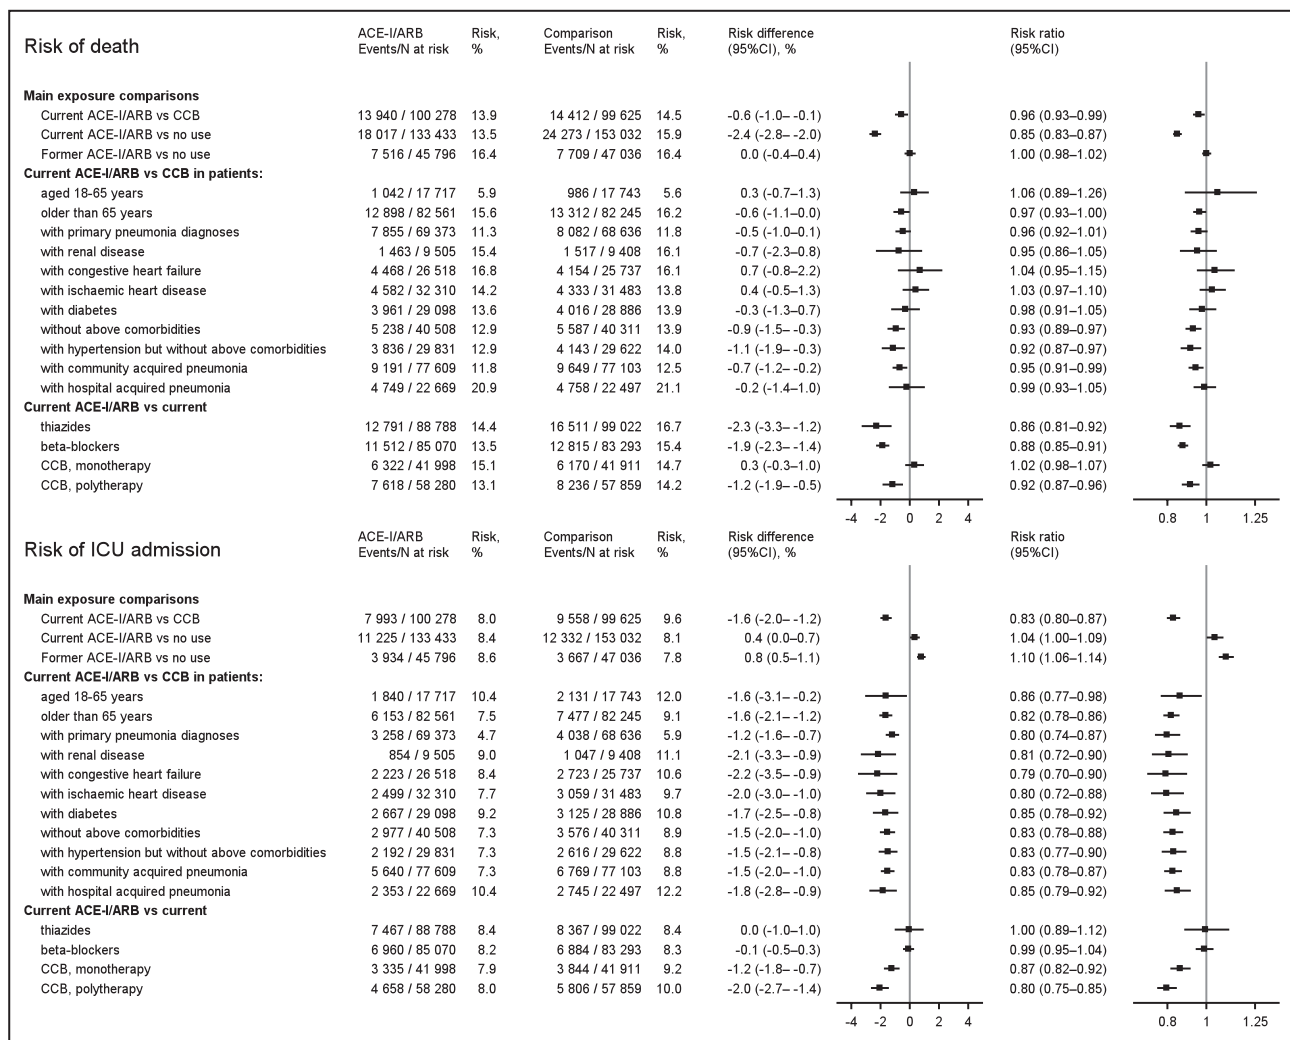 Risk of death
ACE-I/ARB Risk, Comparison Risk, Risk difference Risk ratio
Events/N at risk % Events/N at risk % (95%CI), % (95%CI)
Main exposure comparisons
Current ACE-I/ARB vs CCB 13 940 / 100 278 13.9 14 412 / 99 625 14.5 -0.6 (-1.0– -0.1) 0.96 (0.93–0.99)
Current ACE-I/ARB vs no use 18 017 / 133 433 13.5 24 273 / 153 032 15.9 -2.4 (-2.8– -2.0) 0.85 (0.83–0.87)
Former ACE-I/ARB vs no use 7 516 / 45 796 16.4 7 709 / 47 036 16.4 0.0 (-0.4–0.4) 1.00 (0.98–1.02)
Current ACE-I/ARB vs CCB in patients:
aged 18-65 years 1 042 / 17 717 5.9 986 / 17 743 5.6 0.3 (-0.7–1.3) 1.06 (0.89–1.26)
older than 65 years 12 898 / 82 561 15.6 13 312 / 82 245 16.2 -0.6 (-1.1–0.0) 0.97 (0.93–1.00)
with primary pneumonia diagnoses 7 855 / 69 373 11.3 8 082 / 68 636 11.8 -0.5 (-1.0–0.1) 0.96 (0.92–1.01)
with renal disease 1 463 / 9 505 15.4 1 517 / 9 408 16.1 -0.7 (-2.3–0.8) 0.95 (0.86–1.05)
with congestive heart failure 4 468 / 26 518 16.8 4 154 / 25 737 16.1 0.7 (-0.8–2.2) 1.04 (0.95–1.15)
with ischaemic heart disease 4 582 / 32 310 14.2 4 333 / 31 483 13.8 0.4 (-0.5–1.3) 1.03 (0.97–1.10)
with diabetes 3 961 / 29 098 13.6 4 016 / 28 886 13.9 -0.3 (-1.3–0.7) 0.98 (0.91–1.05)
without above comorbidities 5 238 / 40 508 12.9 5 587 / 40 311 13.9 -0.9 (-1.5– -0.3) 0.93 (0.89–0.97)
with hypertension but without above comorbidities 3 836 / 29 831 12.9 4 143 / 29 622 14.0 -1.1 (-1.9– -0.3) 0.92 (0.87–0.97)
with community acquired pneumonia 9 191 / 77 609 11.8 9 649 / 77 103 12.5 -0.7 (-1.2– -0.2) 0.95 (0.91–0.99)
with hospital acquired pneumonia 4 749 / 22 669 20.9 4 758 / 22 497 21.1 -0.2 (-1.4–1.0) 0.99 (0.93–1.05)
Current ACE-I/ARB vs current
thiazides 12 791 / 88 788 14.4 16 511 / 99 022 16.7 -2.3 (-3.3– -1.2) 0.86 (0.81–0.92)
beta-blockers 11 512 / 85 070 13.5 12 815 / 83 293 15.4 -1.9 (-2.3– -1.4) 0.88 (0.85–0.91)
CCB, monotherapy 6 322 / 41 998 15.1 6 170 / 41 911 14.7 0.3 (-0.3–1.0) 1.02 (0.98–1.07)
CCB, polytherapy 7 618 / 58 280 13.1 8 236 / 57 859 14.2 -1.2 (-1.9– -0.5) 0.92 (0.87–0.96)
-4 -2 0 2 4 0.8 1 1.25
Risk of ICU admission
ACE-I/ARB Risk, Comparison Risk, Risk difference Risk ratio
Events/N at risk % Events/N at risk % (95%CI), % (95%CI)
Main exposure comparisons
Current ACE-I/ARB vs CCB 7 993 / 100 278 8.0 9 558 / 99 625 9.6 -1.6 (-2.0– -1.2) 0.83 (0.80–0.87)
Current ACE-I/ARB vs no use 11 225 / 133 433 8.4 12 332 / 153 032 8.1 0.4 (0.0–0.7) 1.04 (1.00–1.09)
Former ACE-I/ARB vs no use 3 934 / 45 796 8.6 3 667 / 47 036 7.8 0.8 (0.5–1.1) 1.10 (1.06–1.14)
Current ACE-I/ARB vs CCB in patients:
aged 18-65 years 1 840 / 17 717 10.4 2 131 / 17 743 12.0 -1.6 (-3.1– -0.2) 0.86 (0.77–0.98)
older than 65 years 6 153 / 82 561 7.5 7 477 / 82 245 9.1 -1.6 (-2.1– -1.2) 0.82 (0.78–0.86)
with primary pneumonia diagnoses 3 258 / 69 373 4.7 4 038 / 68 636 5.9 -1.2 (-1.6– -0.7) 0.80 (0.74–0.87)
with renal disease 854 / 9 505 9.0 1 047 / 9 408 11.1 -2.1 (-3.3– -0.9) 0.81 (0.72–0.90)
with congestive heart failure 2 223 / 26 518 8.4 2 723 / 25 737 10.6 -2.2 (-3.5– -0.9) 0.79 (0.70–0.90)
with ischaemic heart disease 2 499 / 32 310 7.7 3 059 / 31 483 9.7 -2.0 (-3.0– -1.0) 0.80 (0.72–0.88)
with diabetes 2 667 / 29 098 9.2 3 125 / 28 886 10.8 -1.7 (-2.5– -0.8) 0.85 (0.78–0.92)
without above comorbidities 2 977 / 40 508 7.3 3 576 / 40 311 8.9 -1.5 (-2.0– -1.0) 0.83 (0.78–0.88)
with hypertension but without above comorbidities 2 192 / 29 831 7.3 2 616 / 29 622 8.8 -1.5 (-2.1– -0.8) 0.83 (0.77–0.90)
with community acquired pneumonia 5 640 / 77 609 7.3 6 769 / 77 103 8.8 -1.5 (-2.0– -1.0) 0.83 (0.78–0.87)
with hospital acquired pneumonia 2 353 / 22 669 10.4 2 745 / 22 497 12.2 -1.8 (-2.8– -0.9) 0.85 (0.79–0.92)
Current ACE-I/ARB vs current
thiazides 7 467 / 88 788 8.4 8 367 / 99 022 8.4 0.0 (-1.0–1.0) 1.00 (0.89–1.12)
beta-blockers 6 960 / 85 070 8.2 6 884 / 83 293 8.3 -0.1 (-0.5–0.3) 0.99 (0.95–1.04)
CCB, monotherapy 3 335 / 41 998 7.9 3 844 / 41 911 9.2 -1.2 (-1.8– -0.7) 0.87 (0.82–0.92)
CCB, polytherapy 4 658 / 58 280 8.0 5 806 / 57 859 10.0 -2.0 (-2.7– -1.4) 0.80 (0.75–0.85)
-4 -2 0 2 4 0.8 1 1.25